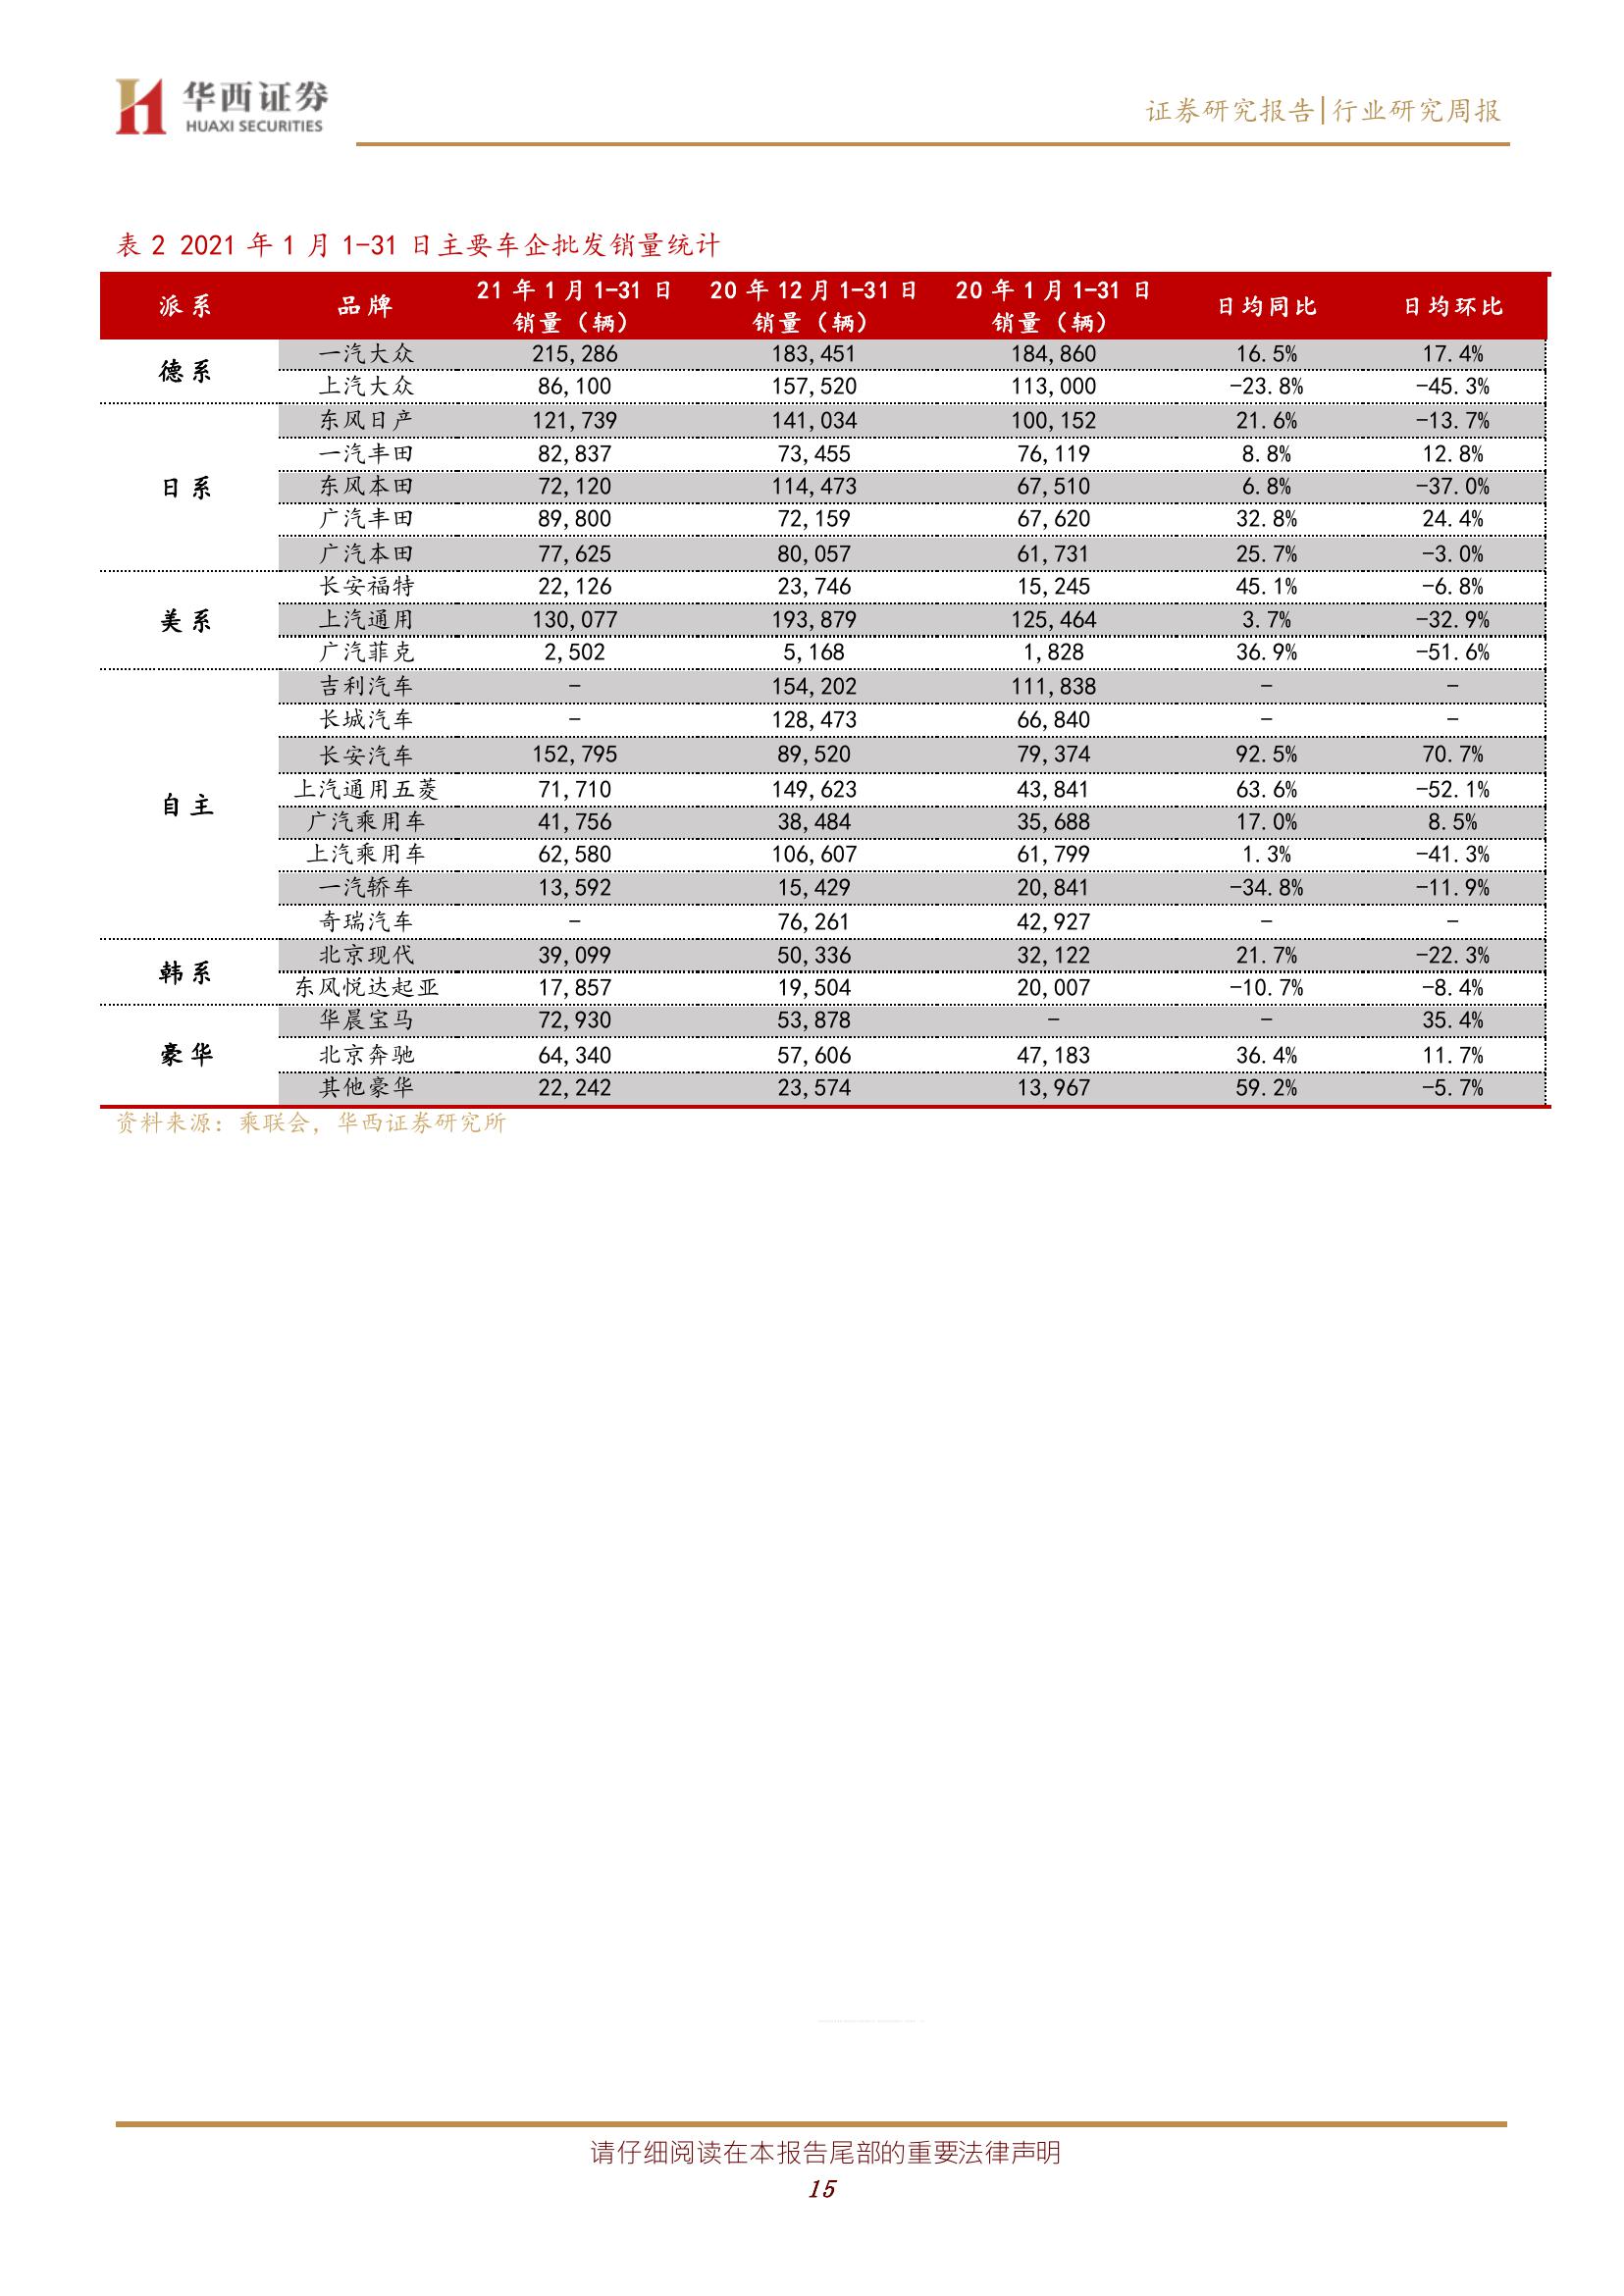 华西证券
HUAXI SECURITIES
证券研究报告|行业研究周报
表 2 2021 年 1 月 1-31 日主要车企批发销量统计
派系 品牌 21 年 1 月 1-31 日销量（辆） 20 年 12 月 1-31 日销量（辆） 20 年 1 月 1-31 日销量（辆） 日均同比 日均环比
德系 一汽大众 215,286 183,451 184,860 16.5% 17.4%
上汽大众 86,100 157,520 113,000 -23.8% -45.3%
日系 东风日产 121,739 141,034 100,152 21.6% -13.7%
一汽丰田 82,837 73,455 76,119 8.8% 12.8%
东风本田 72,120 114,473 67,510 6.8% -37.0%
广汽丰田 89,800 72,159 67,620 32.8% 24.4%
广汽本田 77,625 80,057 61,731 25.7% -3.0%
美系 长安福特 22,126 23,746 15,245 45.1% -6.8%
上汽通用 130,077 193,879 125,464 3.7% -32.9%
广汽菲克 2,502 5,168 1,828 36.9% -51.6%
自主 吉利汽车 - 154,202 111,838 - -
长城汽车 - 128,473 66,840 - -
长安汽车 152,795 89,520 79,374 92.5% 70.7%
上汽通用五菱 71,710 149,623 43,841 63.6% -52.1%
广汽乘用车 41,756 38,484 35,688 17.0% 8.5%
上汽乘用车 62,580 106,607 61,799 1.3% -41.3%
一汽轿车 13,592 15,429 20,841 -34.8% -11.9%
奇瑞汽车 - 76,261 42,927 - -
韩系 北京现代 39,099 50,336 32,122 21.7% -22.3%
东风悦达起亚 17,857 19,504 20,007 -10.7% -8.4%
豪华 华晨宝马 72,930 53,878 - - 35.4%
北京奔驰 64,340 57,606 47,183 36.4% 11.7%
其他豪华 22,242 23,574 13,967 59.2% -5.7%
资料来源：乘联会，华西证券研究所
请仔细阅读在本报告尾部的重要法律声明
15